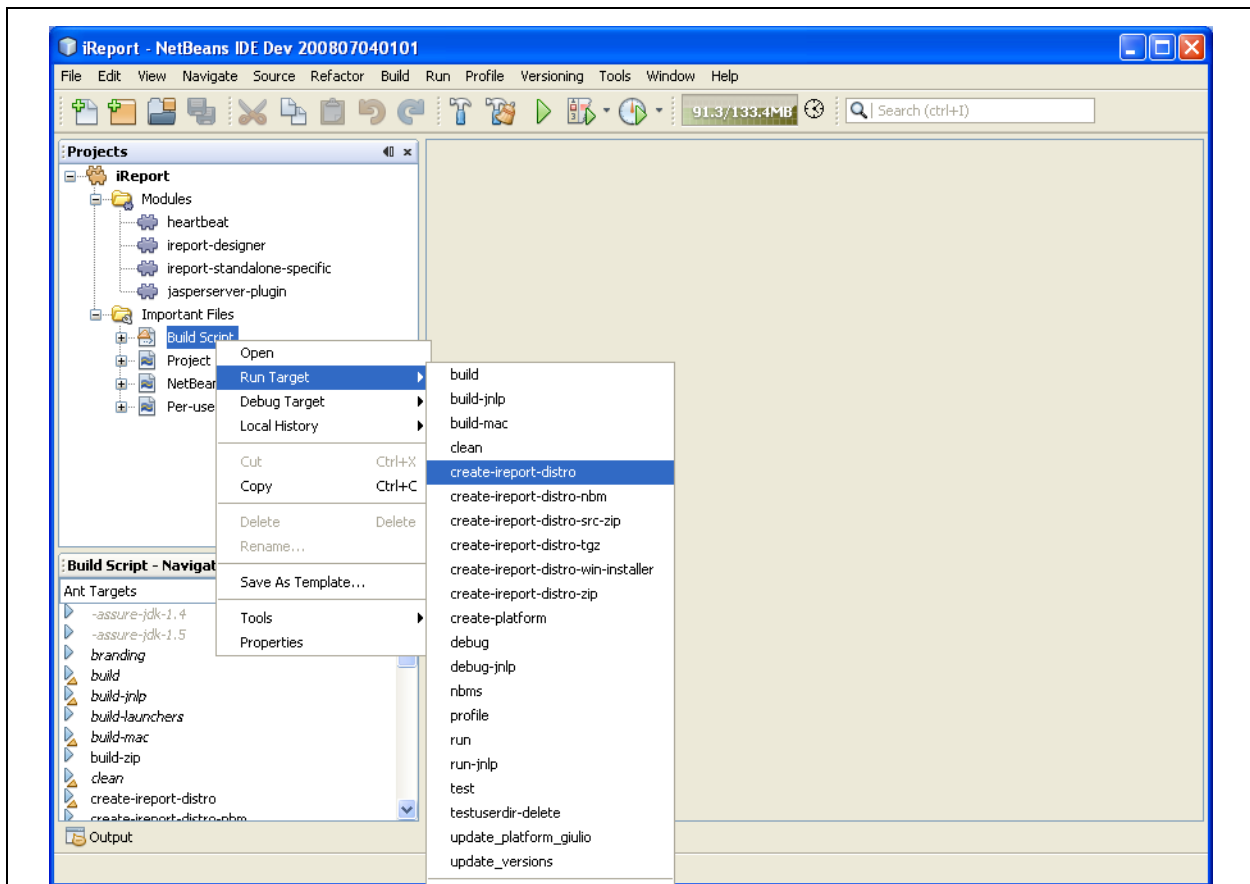 iReport - NetBeans IDE Dev 200807040101
File Edit View Navigate Source Refactor Build Run Profile Versioning Tools Window Help
91.3/133.4MB Search (ctrl+I)
Projects
iReport
Modules
heartbeat
ireport-designer
ireport-standalone-specific
jasperserver-plugin
Important Files
Build Script
Project
NetBear
Per-use
Open
Run Target
Debug Target
Local History
Cut Ctrl+X
Copy Ctrl+C
Delete Delete
Rename...
Save As Template...
Tools
Properties
build
build-jnlp
build-mac
clean
create-ireport-distro
create-ireport-distro-nbm
create-ireport-distro-src-zip
create-ireport-distro-tgz
create-ireport-distro-win-installer
create-ireport-distro-zip
create-platform
debug
debug-jnlp
nbms
profile
run
run-jnlp
test
testuserdir-delete
update_platform_giulio
update_versions
Build Script - Navigat
Ant Targets
-assure-jdk-1.4
-assure-jdk-1.5
branding
build
build-jnlp
build-launchers
build-mac
build-zip
clean
create-ireport-distro
create-ireport-distro-nbm
Output